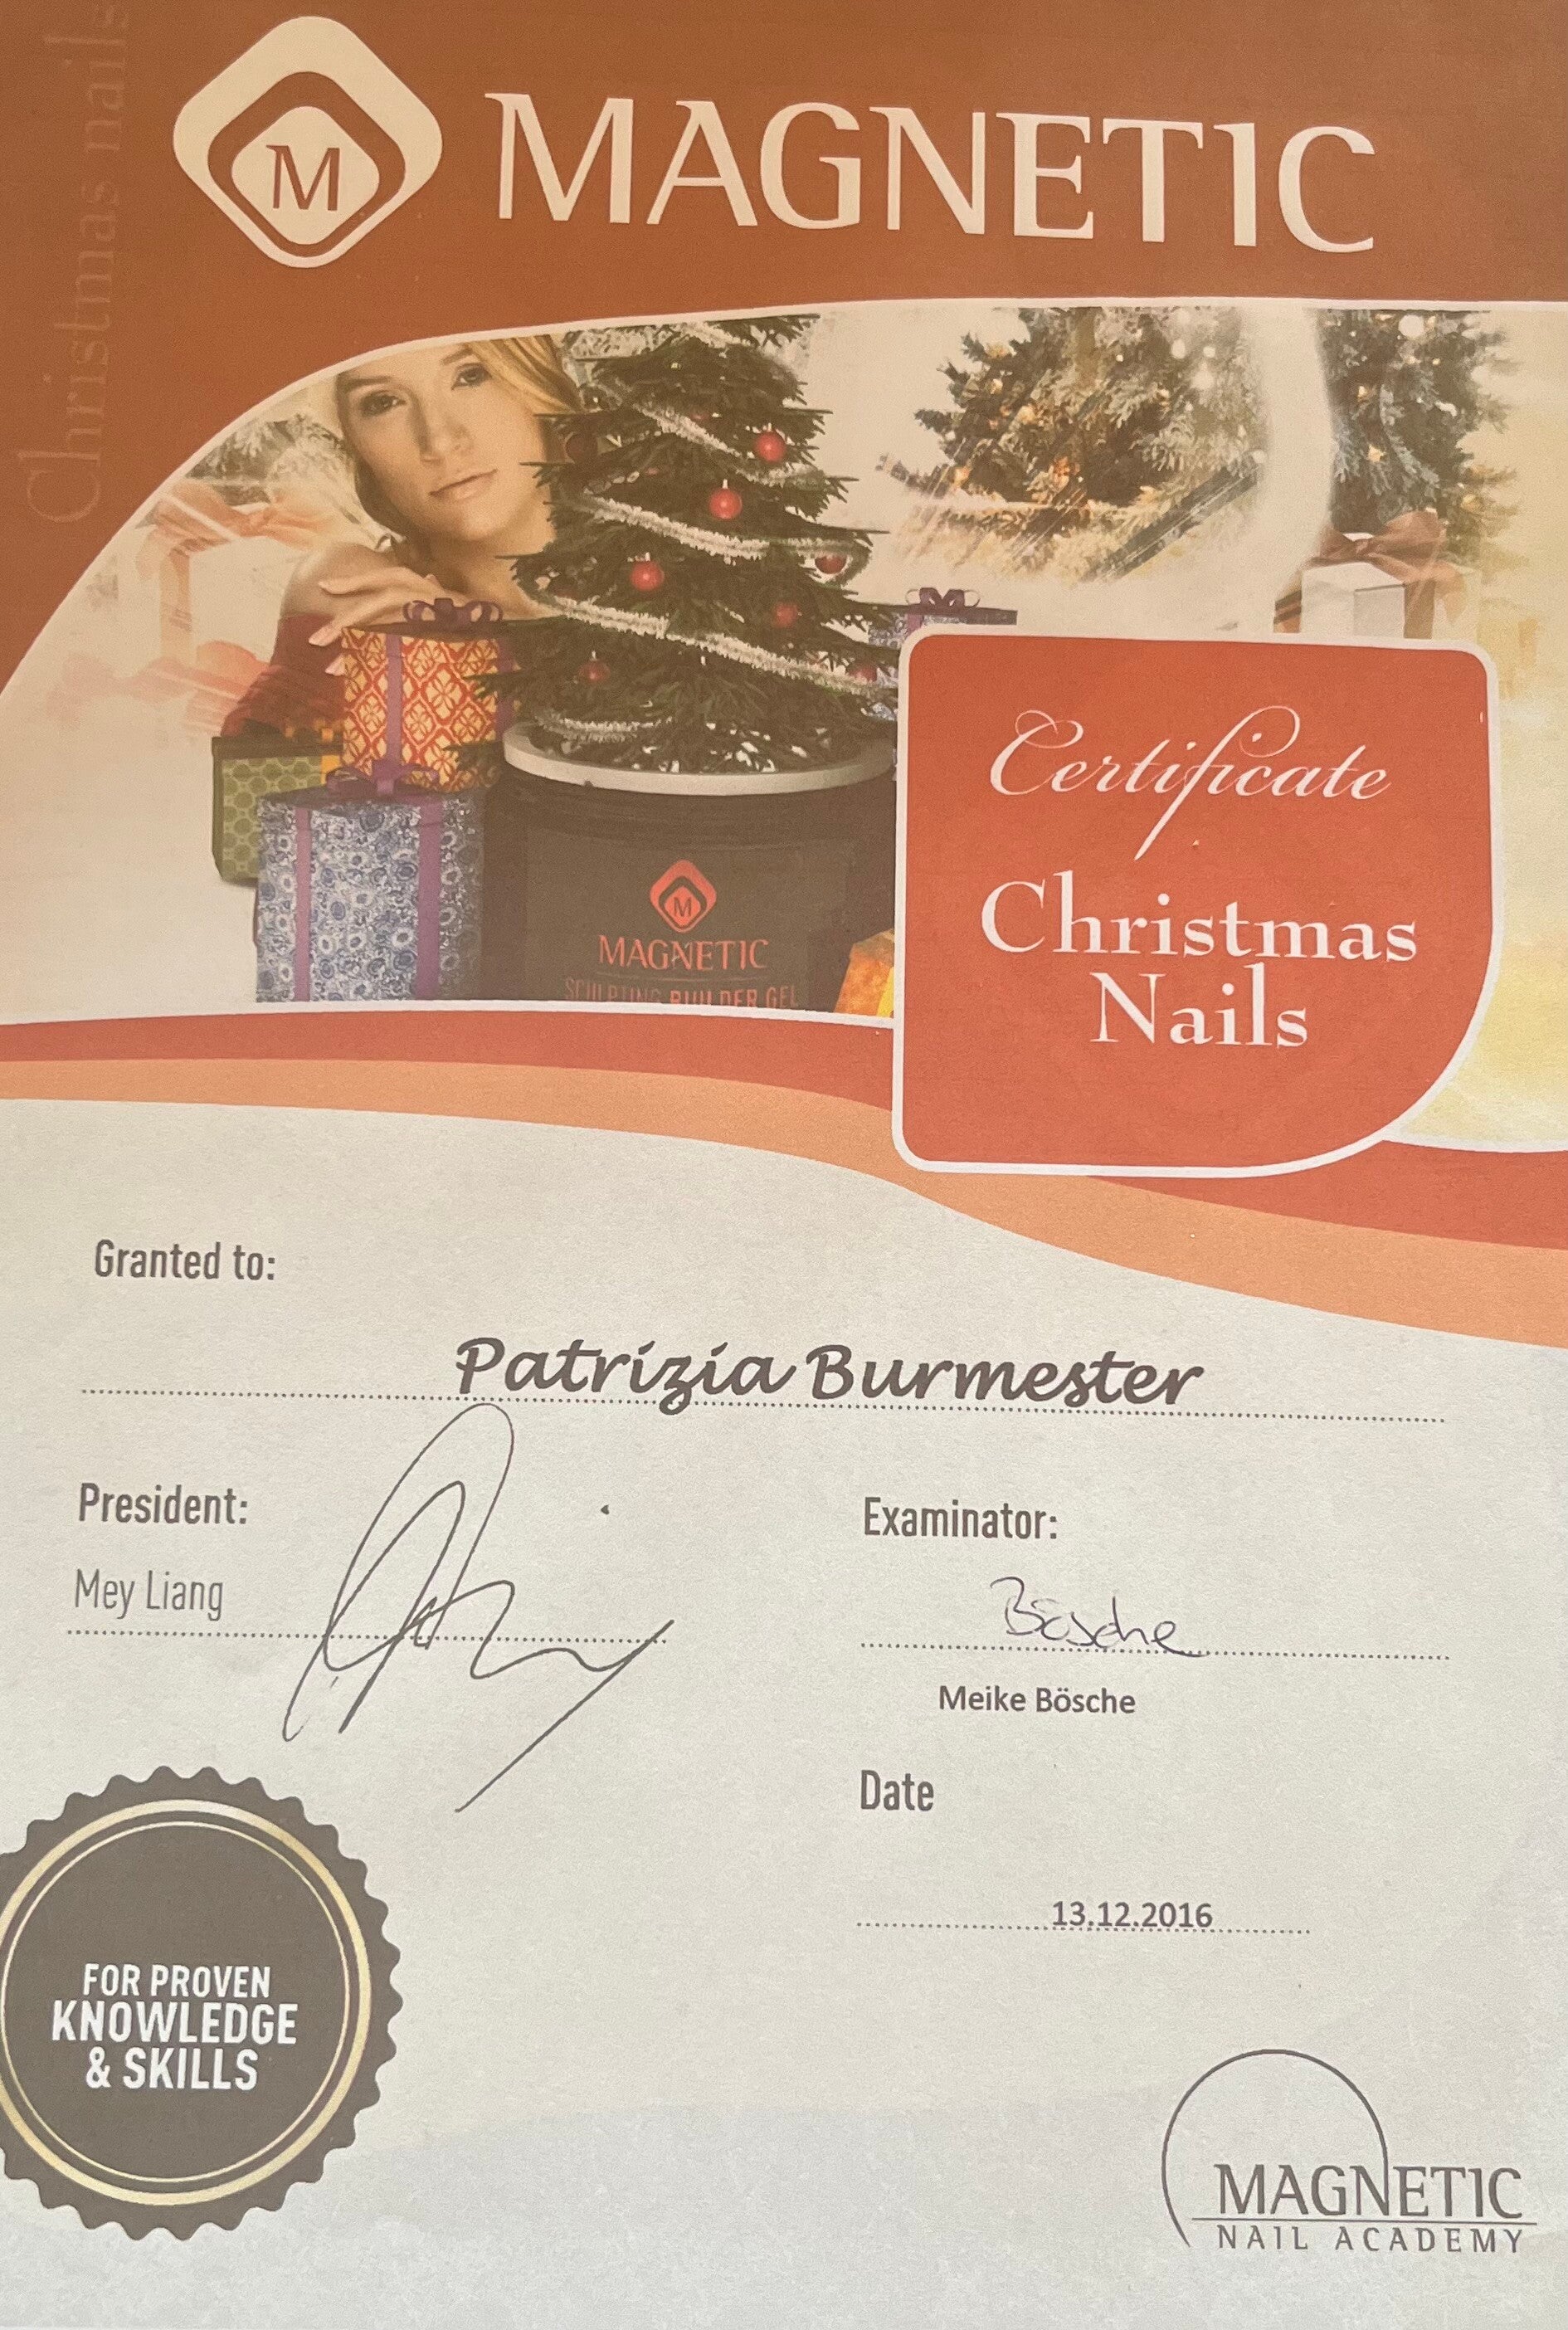 Christmas nails
M
MAGNETIC
M
MAGNETIC
SCULPTING BUILDER GEL
Certificate
Christmas
Nails
Granted to:
Patrizia Burmester
President:
Mey Liang
Examinator:
Bösche
Meike Bösche
Date
13.12.2016
FOR PROVEN
KNOWLEDGE
& SKILLS
MAGNETIC
NAIL ACADEMY